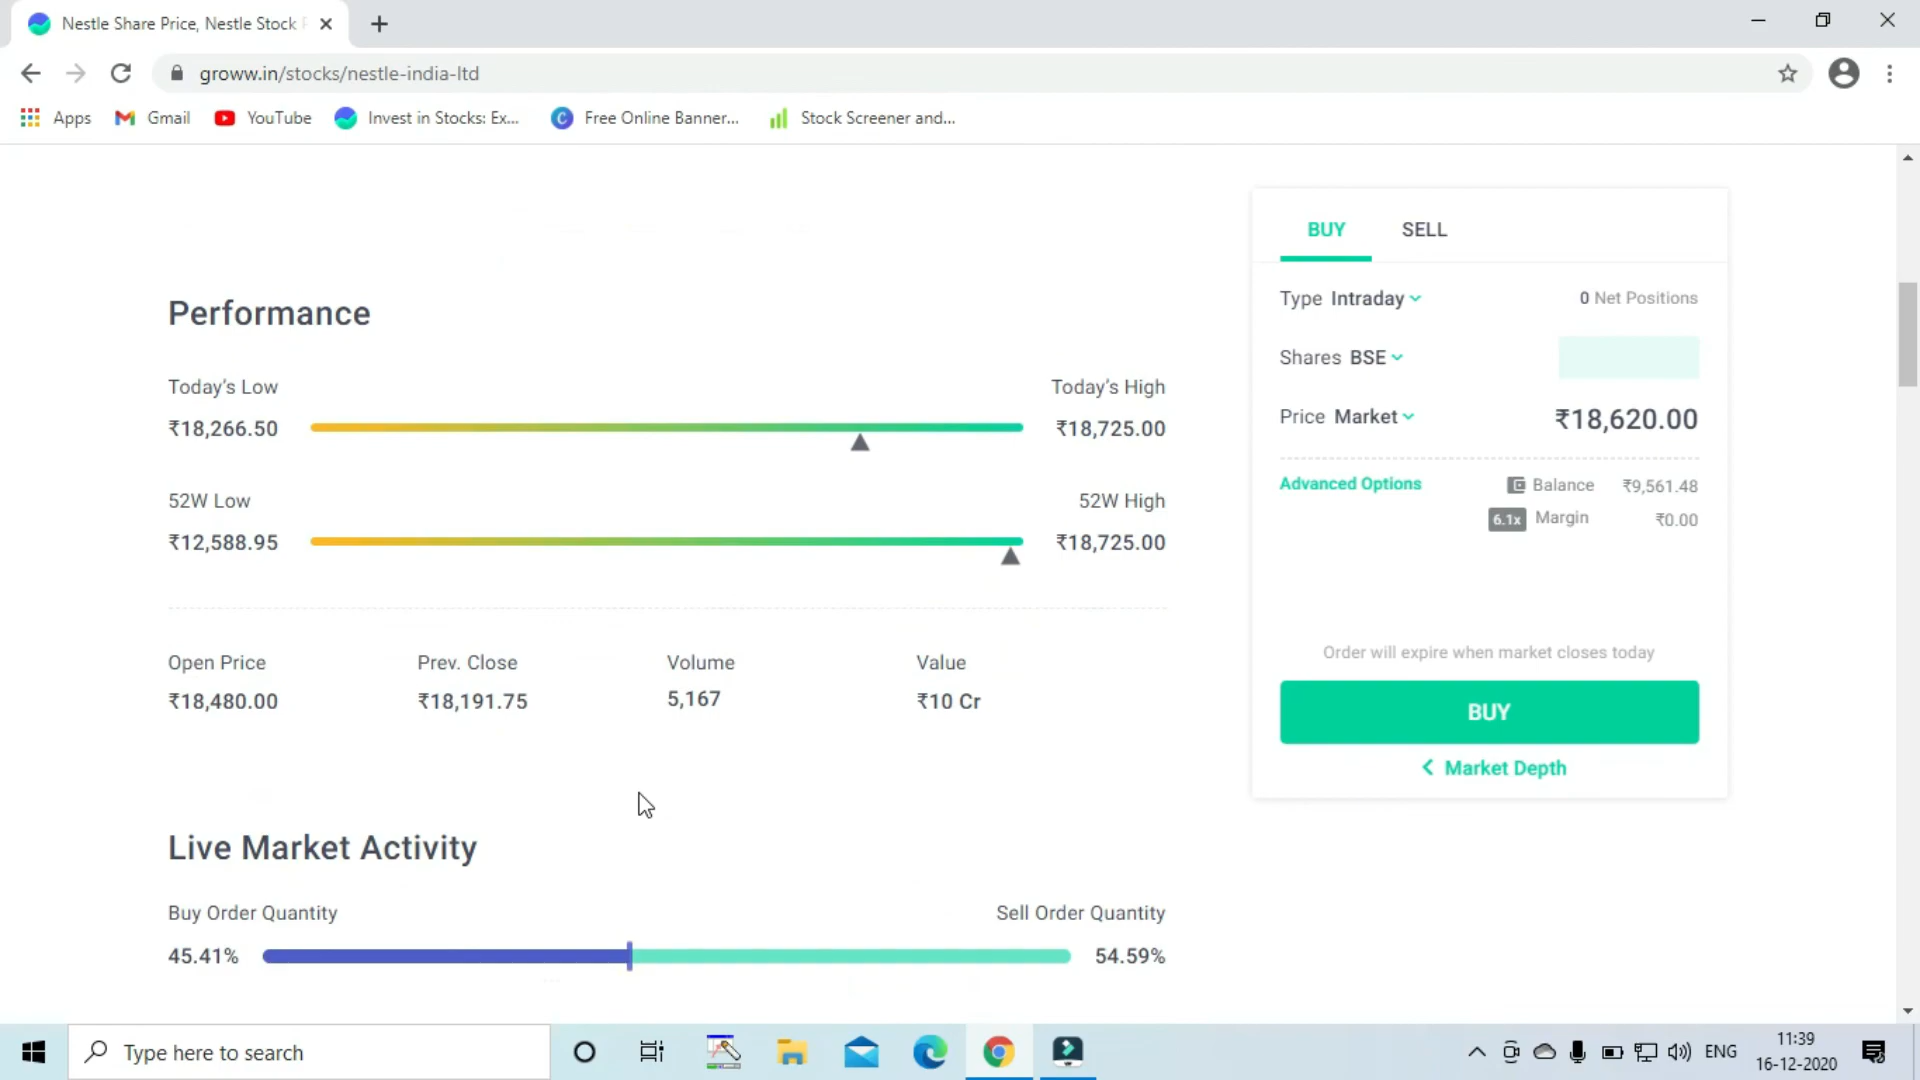 Nestle Share Price, Nestle Stock
groww.in/stocks/nestle-india-ltd
Apps Gmail YouTube Invest in Stocks: Ex... Free Online Banner... Stock Screener and...
BUY SELL
Type Intraday 0 Net Positions
Shares BSE
Price Market ₹18,620.00
Advanced Options Balance ₹9,561.48
6.1x Margin ₹0.00
Order will expire when market closes today
BUY
Market Depth
Performance
Today's Low Today's High
₹18,266.50 ₹18,725.00
52W Low 52W High
₹12,588.95 ₹18,725.00
Open Price Prev. Close Volume Value
₹18,480.00 ₹18,191.75 5,167 ₹10 Cr
Live Market Activity
Buy Order Quantity Sell Order Quantity
45.41% 54.59%
Type here to search
ENG
11:39
16-12-2020